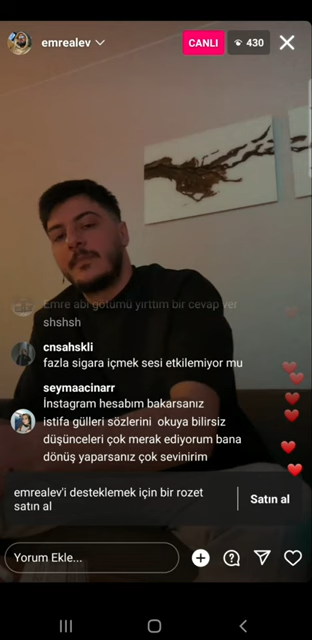 emrealev
CANLI
430
Emre abi götümü yırttım bir cevap ver
shshsh
cnsahskli
fazla sigara içmek sesi etkilemiyor mu
seymaacinarr
İnstagram hesabım bakarsanız
istifa gülleri sözlerini okuya bilirsiz
düşünceleri çok merak ediyorum bana
dönüş yaparsanız çok sevinirim
emrealev'i desteklemek için bir rozet
satın al
Satın al
Yorum Ekle...